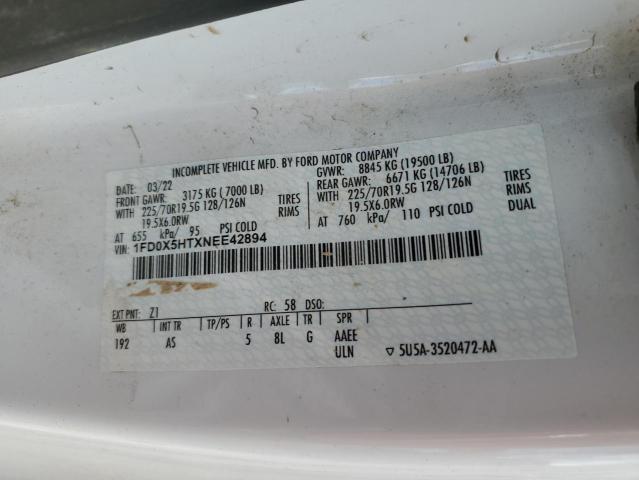 INCOMPLETE VEHICLE MFD. BY FORD MOTOR COMPANY
DATE: 03/22 GVWR: 8845 KG (19500 LB)
FRONT GAWR: 3175 KG (7000 LB) REAR GAWR: 6671 KG (14706 LB)
WITH 225/70R19.5G 128/126N TIRES WITH 225/70R19.5G 128/126N TIRES
19.5X6.0RW RIMS 19.5X6.0RW RIMS
AT 655 kPa/ 95 PSI COLD AT 760 kPa/ 110 PSI COLD DUAL
VIN: 1FD0X5HTXNEE42894
EXT PNT: Z1 RC: 58 DSO:
WB INT TR TP/PS R AXLE TR SPR
192 AS 5 8L G AAEE
ULN ▽ 5U5A-3520472-AA